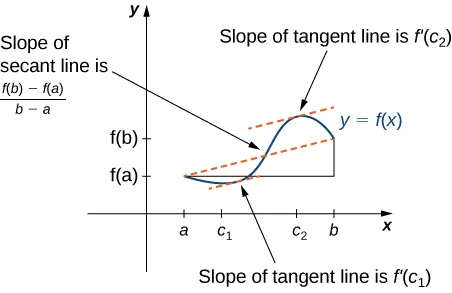 y
Slope of
secant line is
f(b) − f(a)
b − a
Slope of tangent line is f′(c₂)
y = f(x)
f(b)
f(a)
a
c₁
c₂
b
x
Slope of tangent line is f′(c₁)